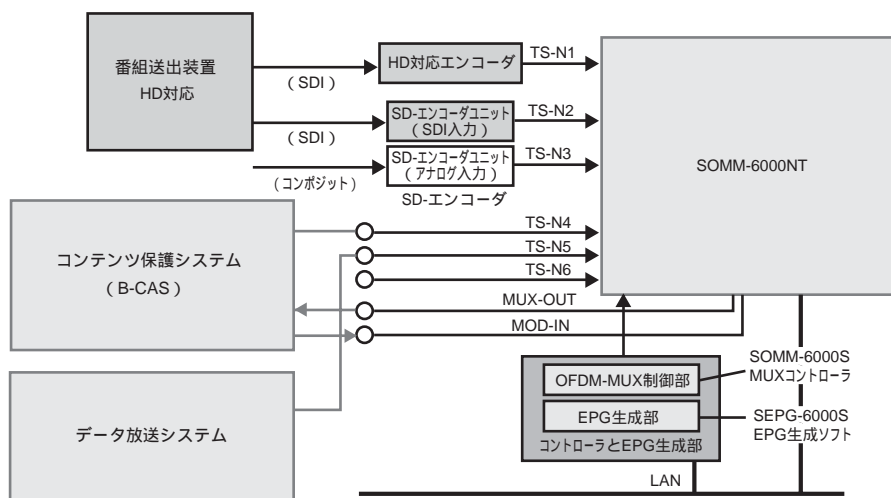 番組送出装置
HD対応
(SDI)
HD対応エンコーダ
TS-N1
(SDI)
SD-エンコーダユニット
(SDI入力)
TS-N2
(コンポジット)
SD-エンコーダユニット
(アナログ入力)
TS-N3
SD-エンコーダ
SOMM-6000NT
コンテンツ保護システム
(B-CAS)
TS-N4
TS-N5
TS-N6
MUX-OUT
MOD-IN
データ放送システム
OFDM-MUX制御部
EPG生成部
コントローラとEPG生成部
SOMM-6000S
MUXコントローラ
SEPG-6000S
EPG生成ソフト
LAN